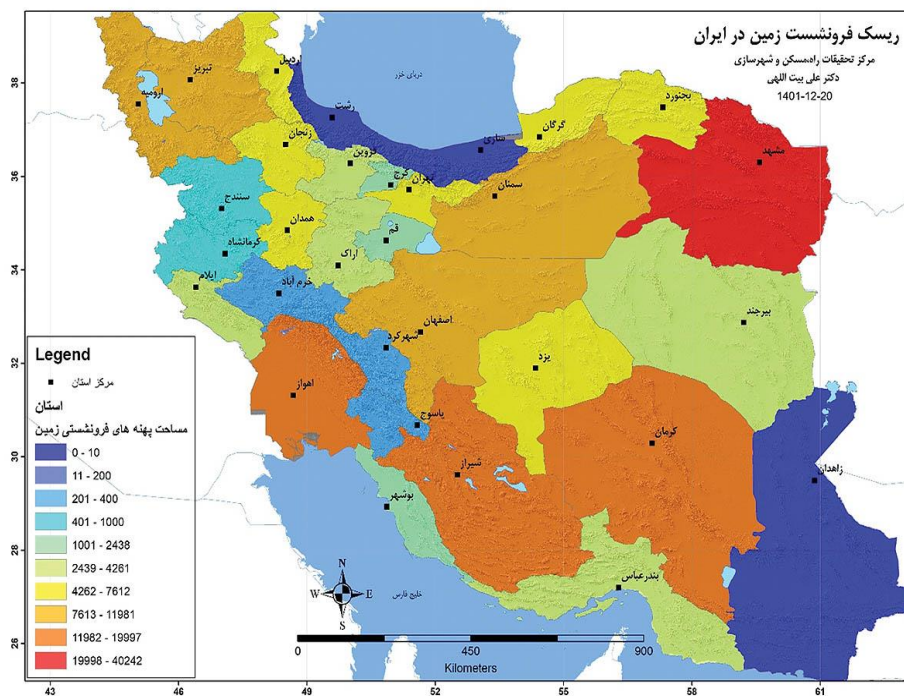 ریسک فرونشست زمین در ایران
مرکز تحقیقات راه،مسکن و شهرسازی
دکتر علی بیت اللهی
1401-12-20
دریای خزر
اردبیل
تبریز
ارومیه
رشت
زنجان
قزوین
ساری
گرگان
بجنورد
مشهد
کرج
تهران
سمنان
سنندج
همدان
قم
کرمانشاه
اراک
ایلام
خرم آباد
بیرجند
اصفهان
شهرکرد
یزد
اهواز
یاسوج
کرمان
شیراز
زاهدان
بوشهر
بندرعباس
خلیج فارس
38
36
34
32
30
28
26
Legend
مرکز استان
استان
مساحت پهنه های فرونشستی زمین
0 - 10
11 - 200
201 - 400
401 - 1000
1001 - 2438
2439 - 4261
4262 - 7612
7613 - 11981
11982 - 19997
19998 - 40242
N
W E
S
0 450 900
Kilometers
43 46 49 52 55 58 61